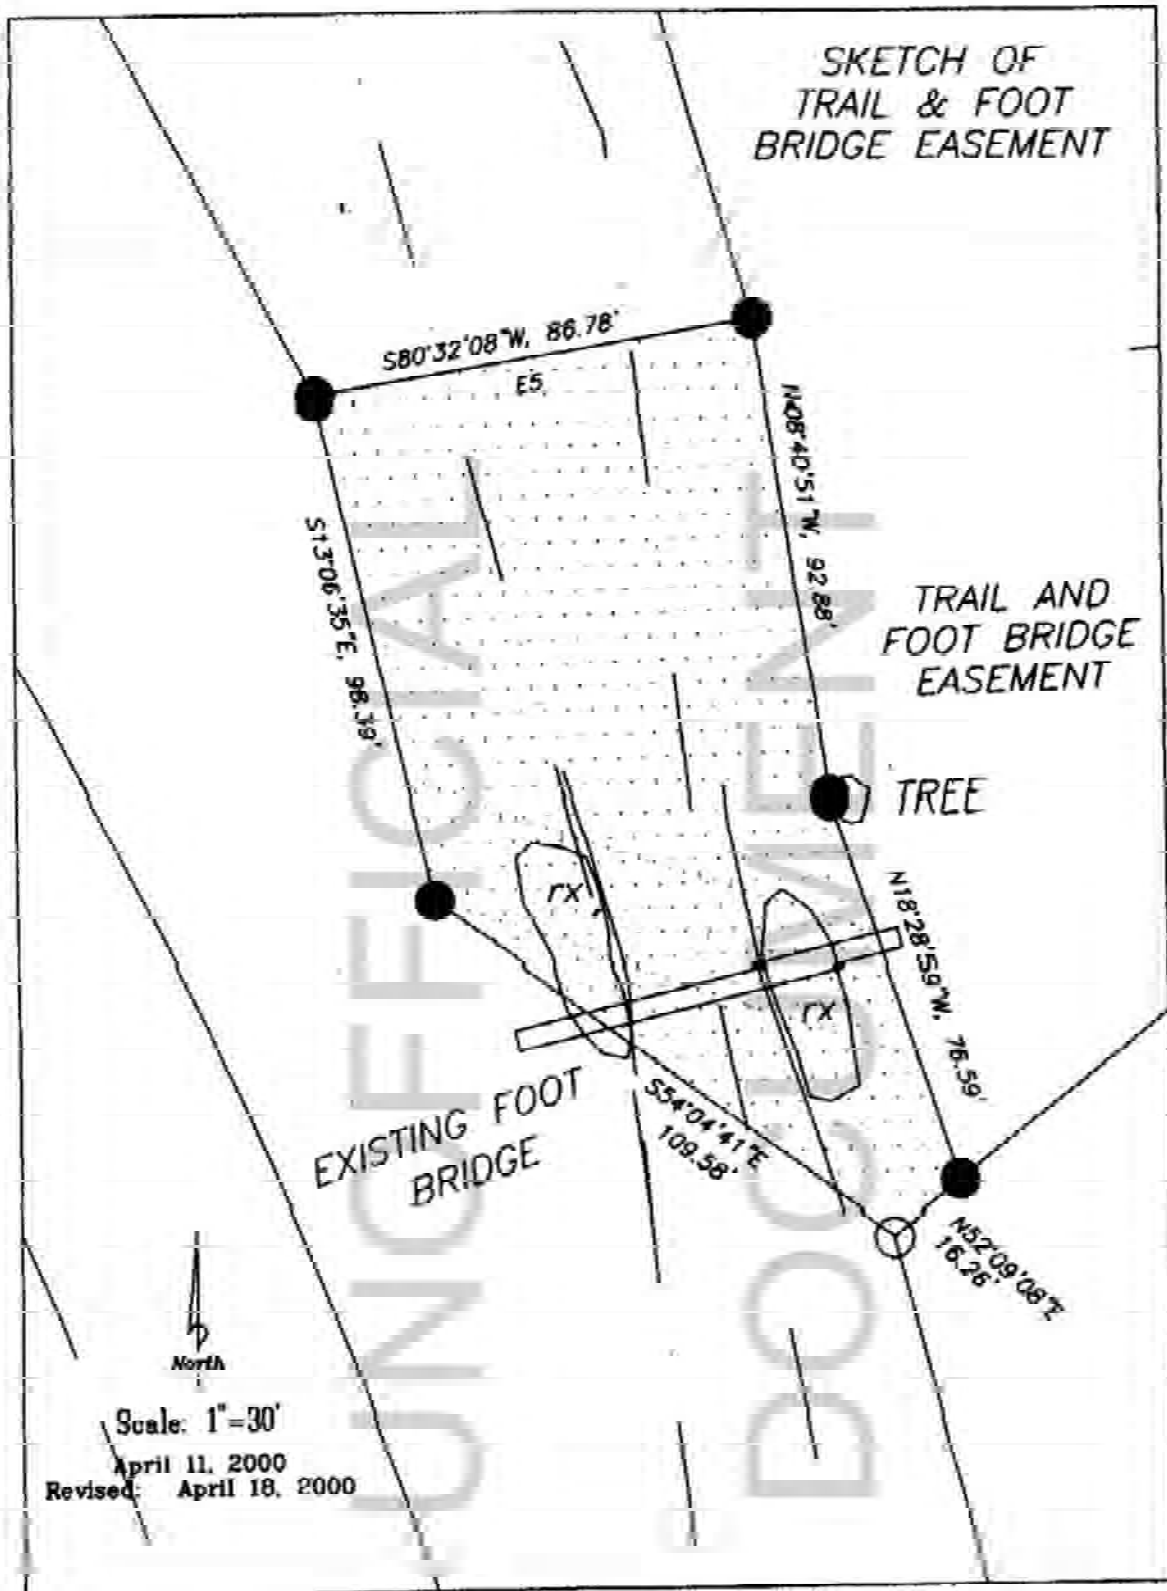 SKETCH OF
TRAIL & FOOT
BRIDGE EASEMENT
S80°32'08"W, 86.78'
E5
N08°40'51"W, 92.88'
S13°06'35"E, 98.39'
TRAIL AND
FOOT BRIDGE
EASEMENT
TREE
rx
N18°28'59"W, 76.59'
rx
EXISTING FOOT
BRIDGE
S54°04'41"E
109.58'
N52°09'08"E
16.26'
North
Scale: 1"=30'
April 11, 2000
Revised: April 18, 2000
UNOFFICIAL
DOCUMENT